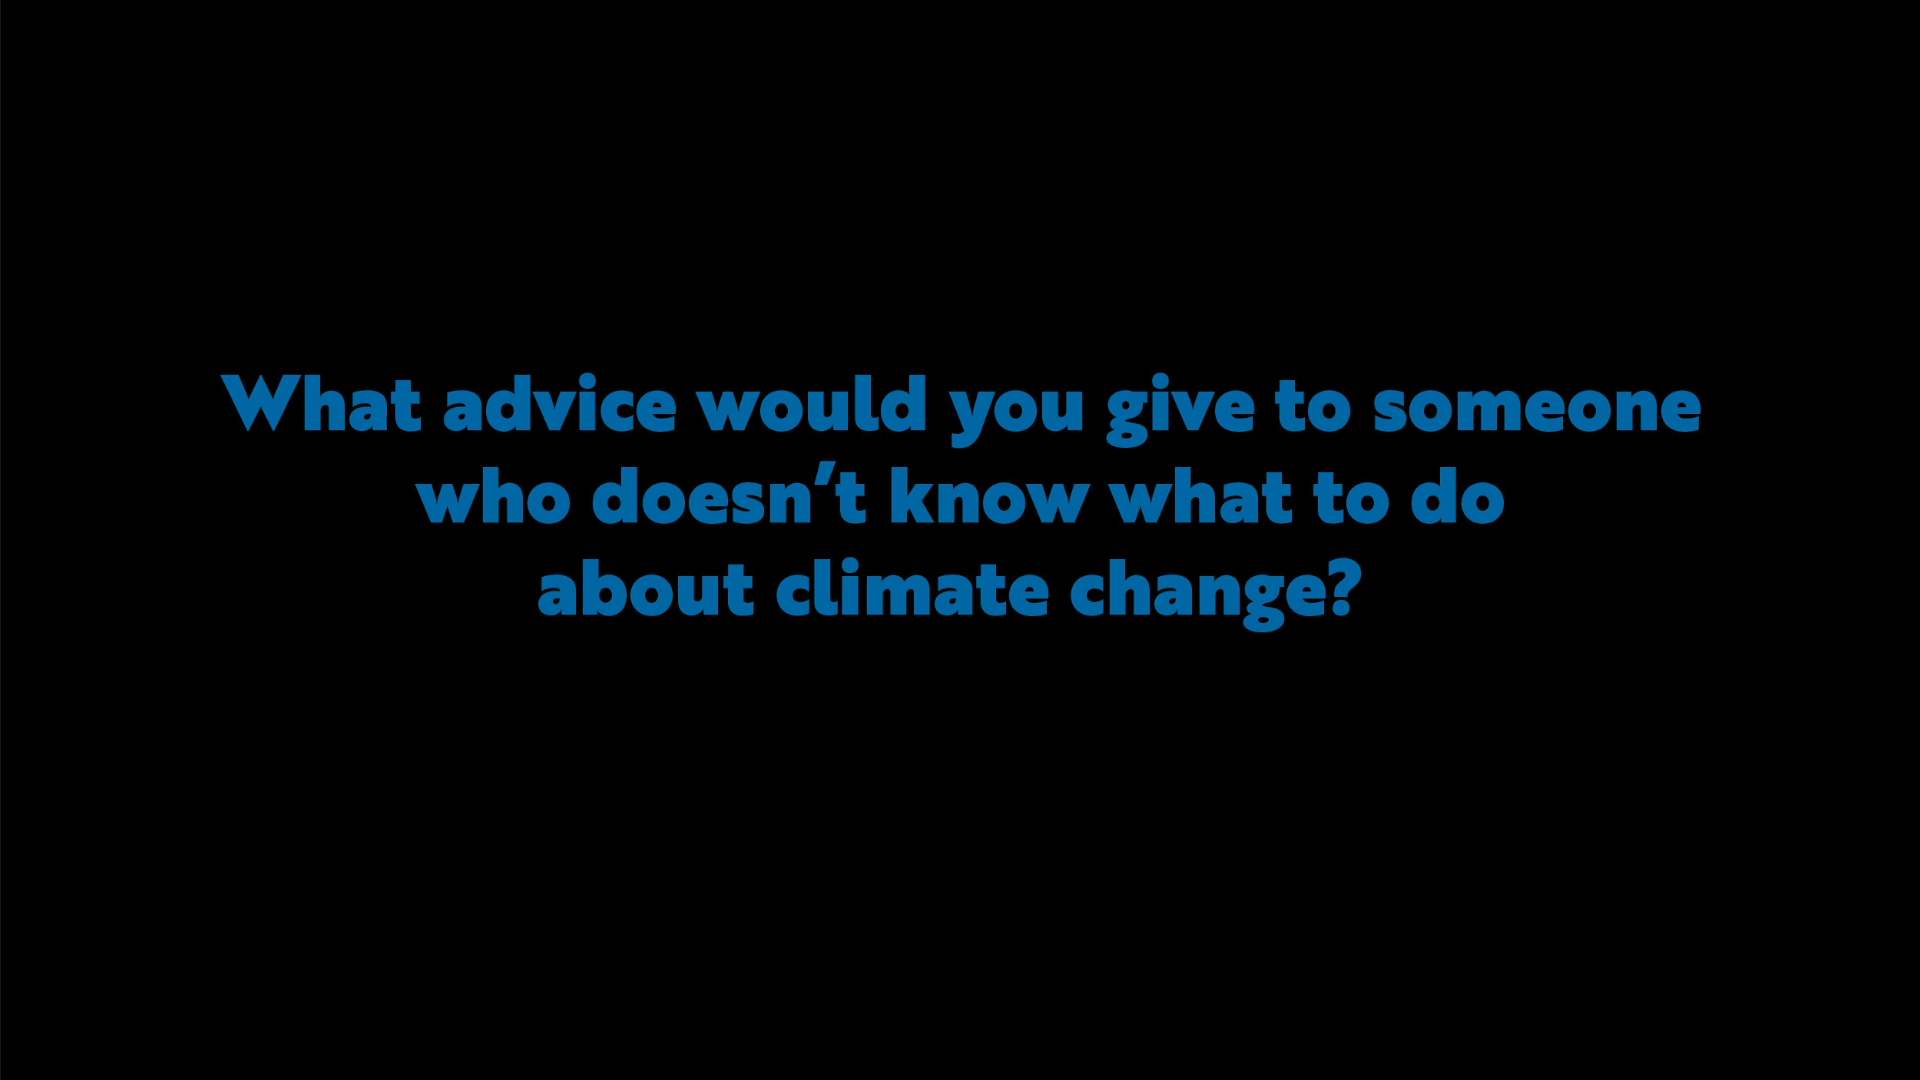 What advice would you give to someone
who doesn’t know what to do
about climate change?